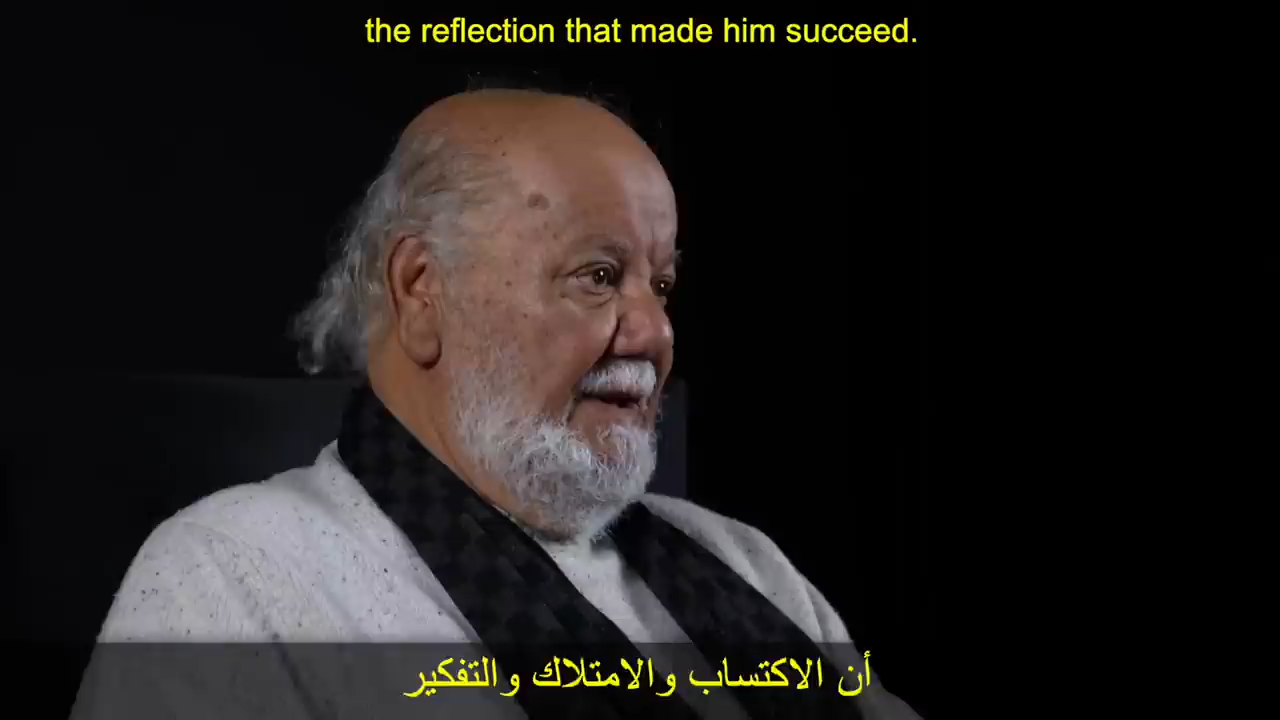 the reflection that made him succeed.
أن الاكتساب والامتلاك والتفكير